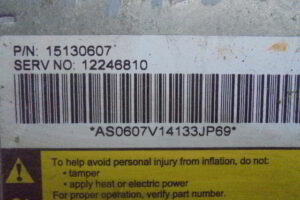 P/N: 15130607
SERV NO: 12246810
*AS0607V14133JP69*
To help avoid personal injury from inflation, do not:
• tamper
• apply heat or electric power
For proper operation, verify part number.